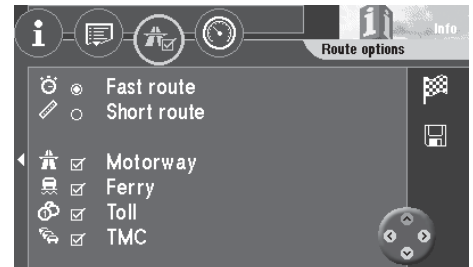 Info
Route options
Fast route
Short route
Motorway
Ferry
Toll
TMC